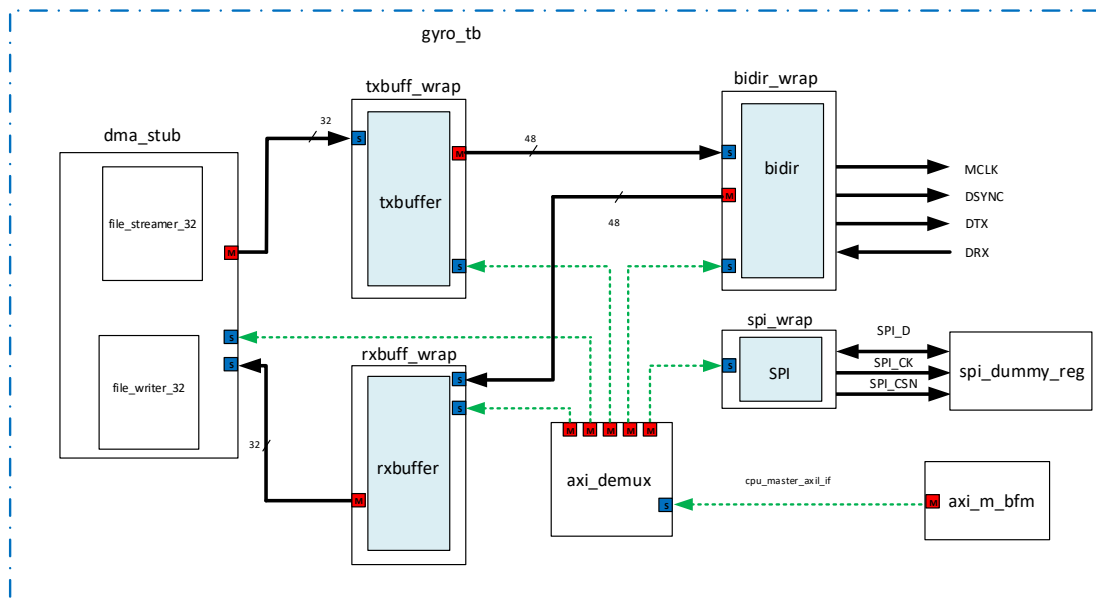 gyro_tb
txbuff_wrap
bidir_wrap
dma_stub
32
48
S
S
M
S
bidir
MCLK
file_streamer_32
txbuffer
M
DSYNC
48
DTX
M
DRX
S
S
spi_wrap
S
rxbuff_wrap
SPI_D
S
S
S
SPI
SPI_CK
spi_dummy_reg
file_writer_32
S
SPI_CSN
M
M
M
M
M
32
rxbuffer
axi_demux
cpu_master_axil_if
M
S
M
axi_m_bfm